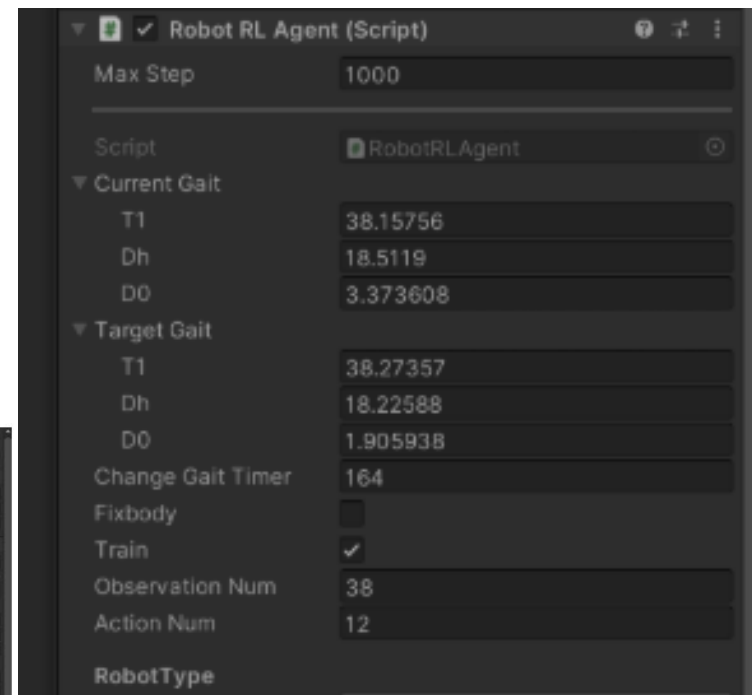 Robot RL Agent (Script)
Max Step 1000
Script RobotRLAgent
Current Gait
T1 38.15756
Dh 18.5119
D0 3.373608
Target Gait
T1 38.27357
Dh 18.22588
D0 1.905938
Change Gait Timer 164
Fixbody
Train
Observation Num 38
Action Num 12
RobotType